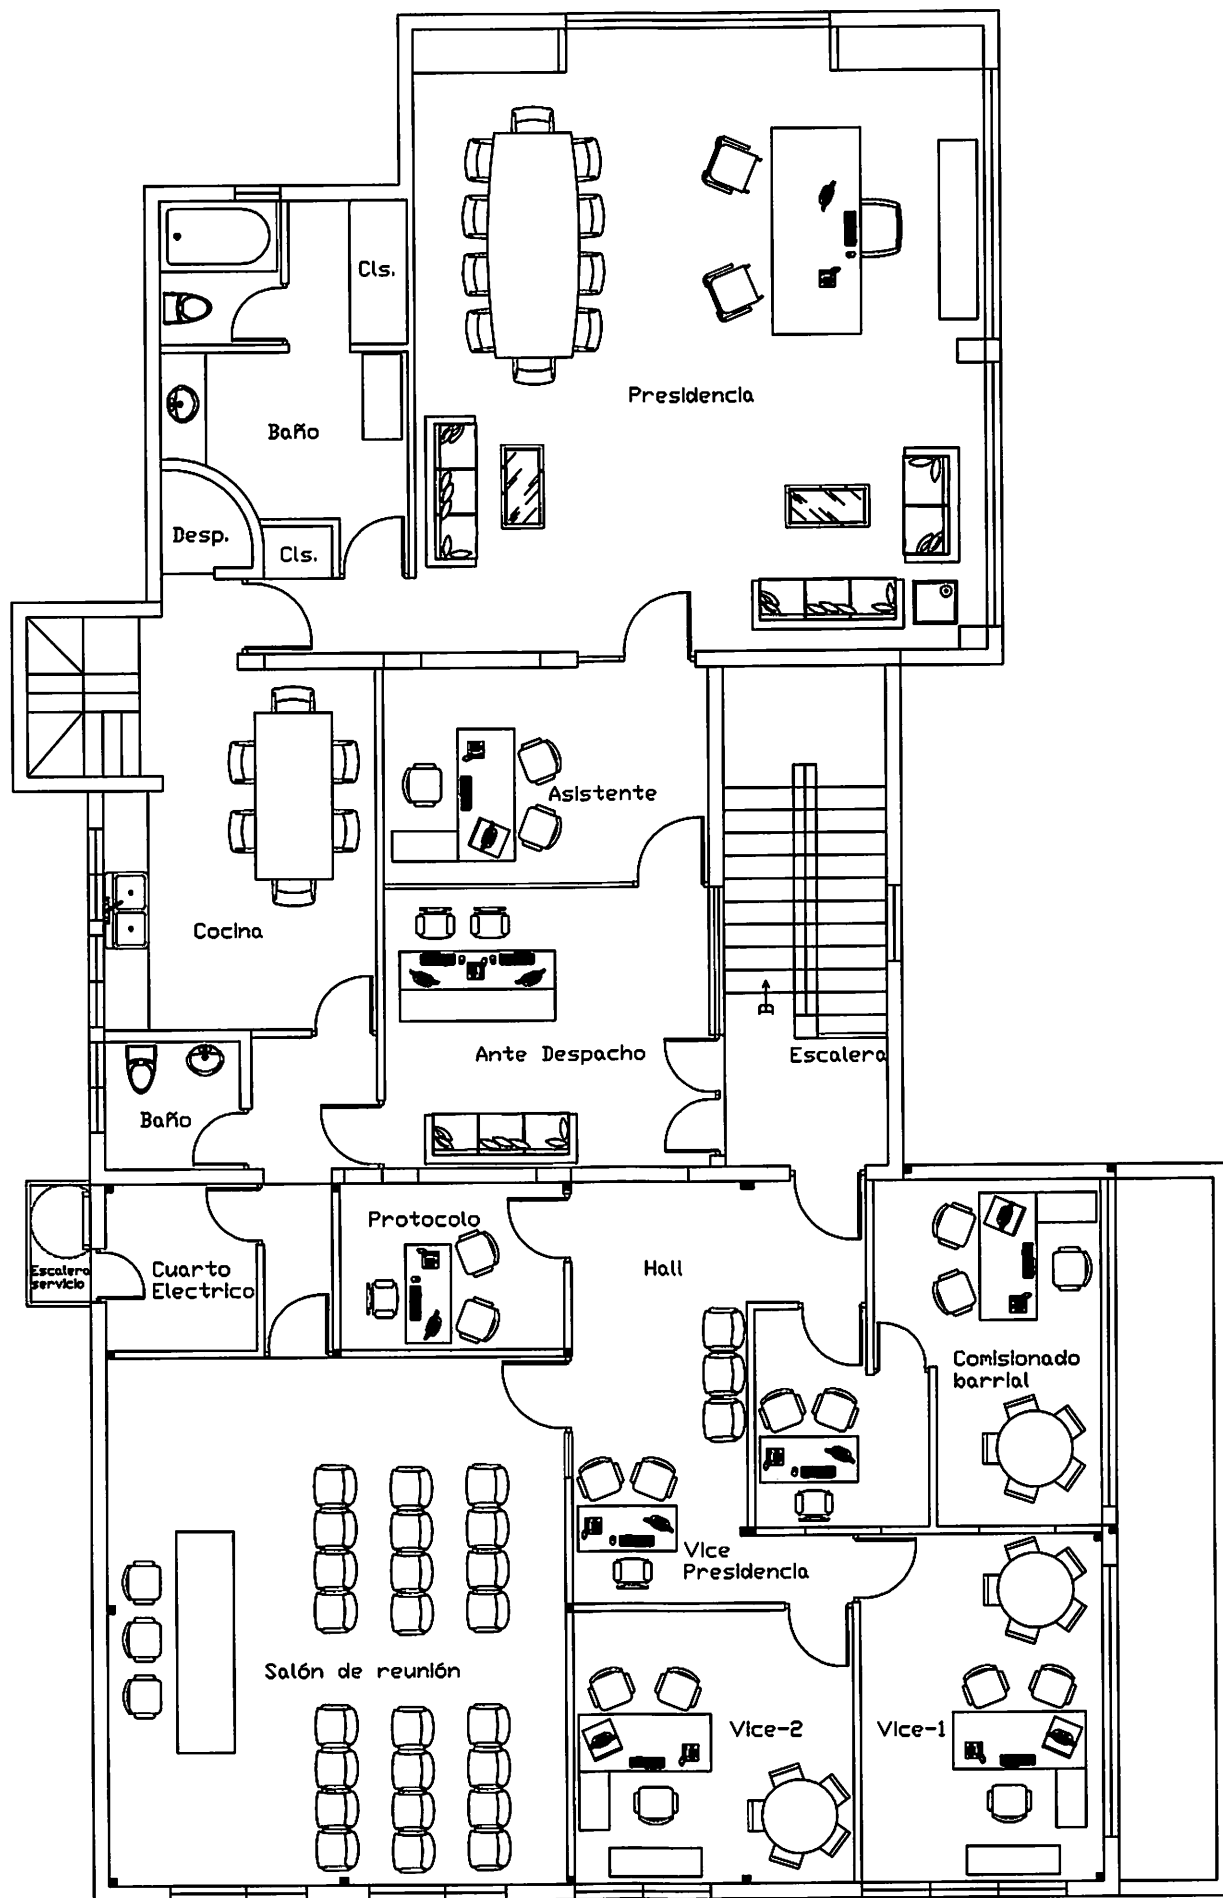 Cls.
Presidencia
Baño
Desp.
Cls.
Asistente
Cocina
B
Ante Despacho
Escalera
Baño
Protocolo
Escalera
servicio
Cuarto
Electrico
Hall
Comisionado
barrial
Vice
Presidencia
Salón de reunión
Vice-2
Vice-1